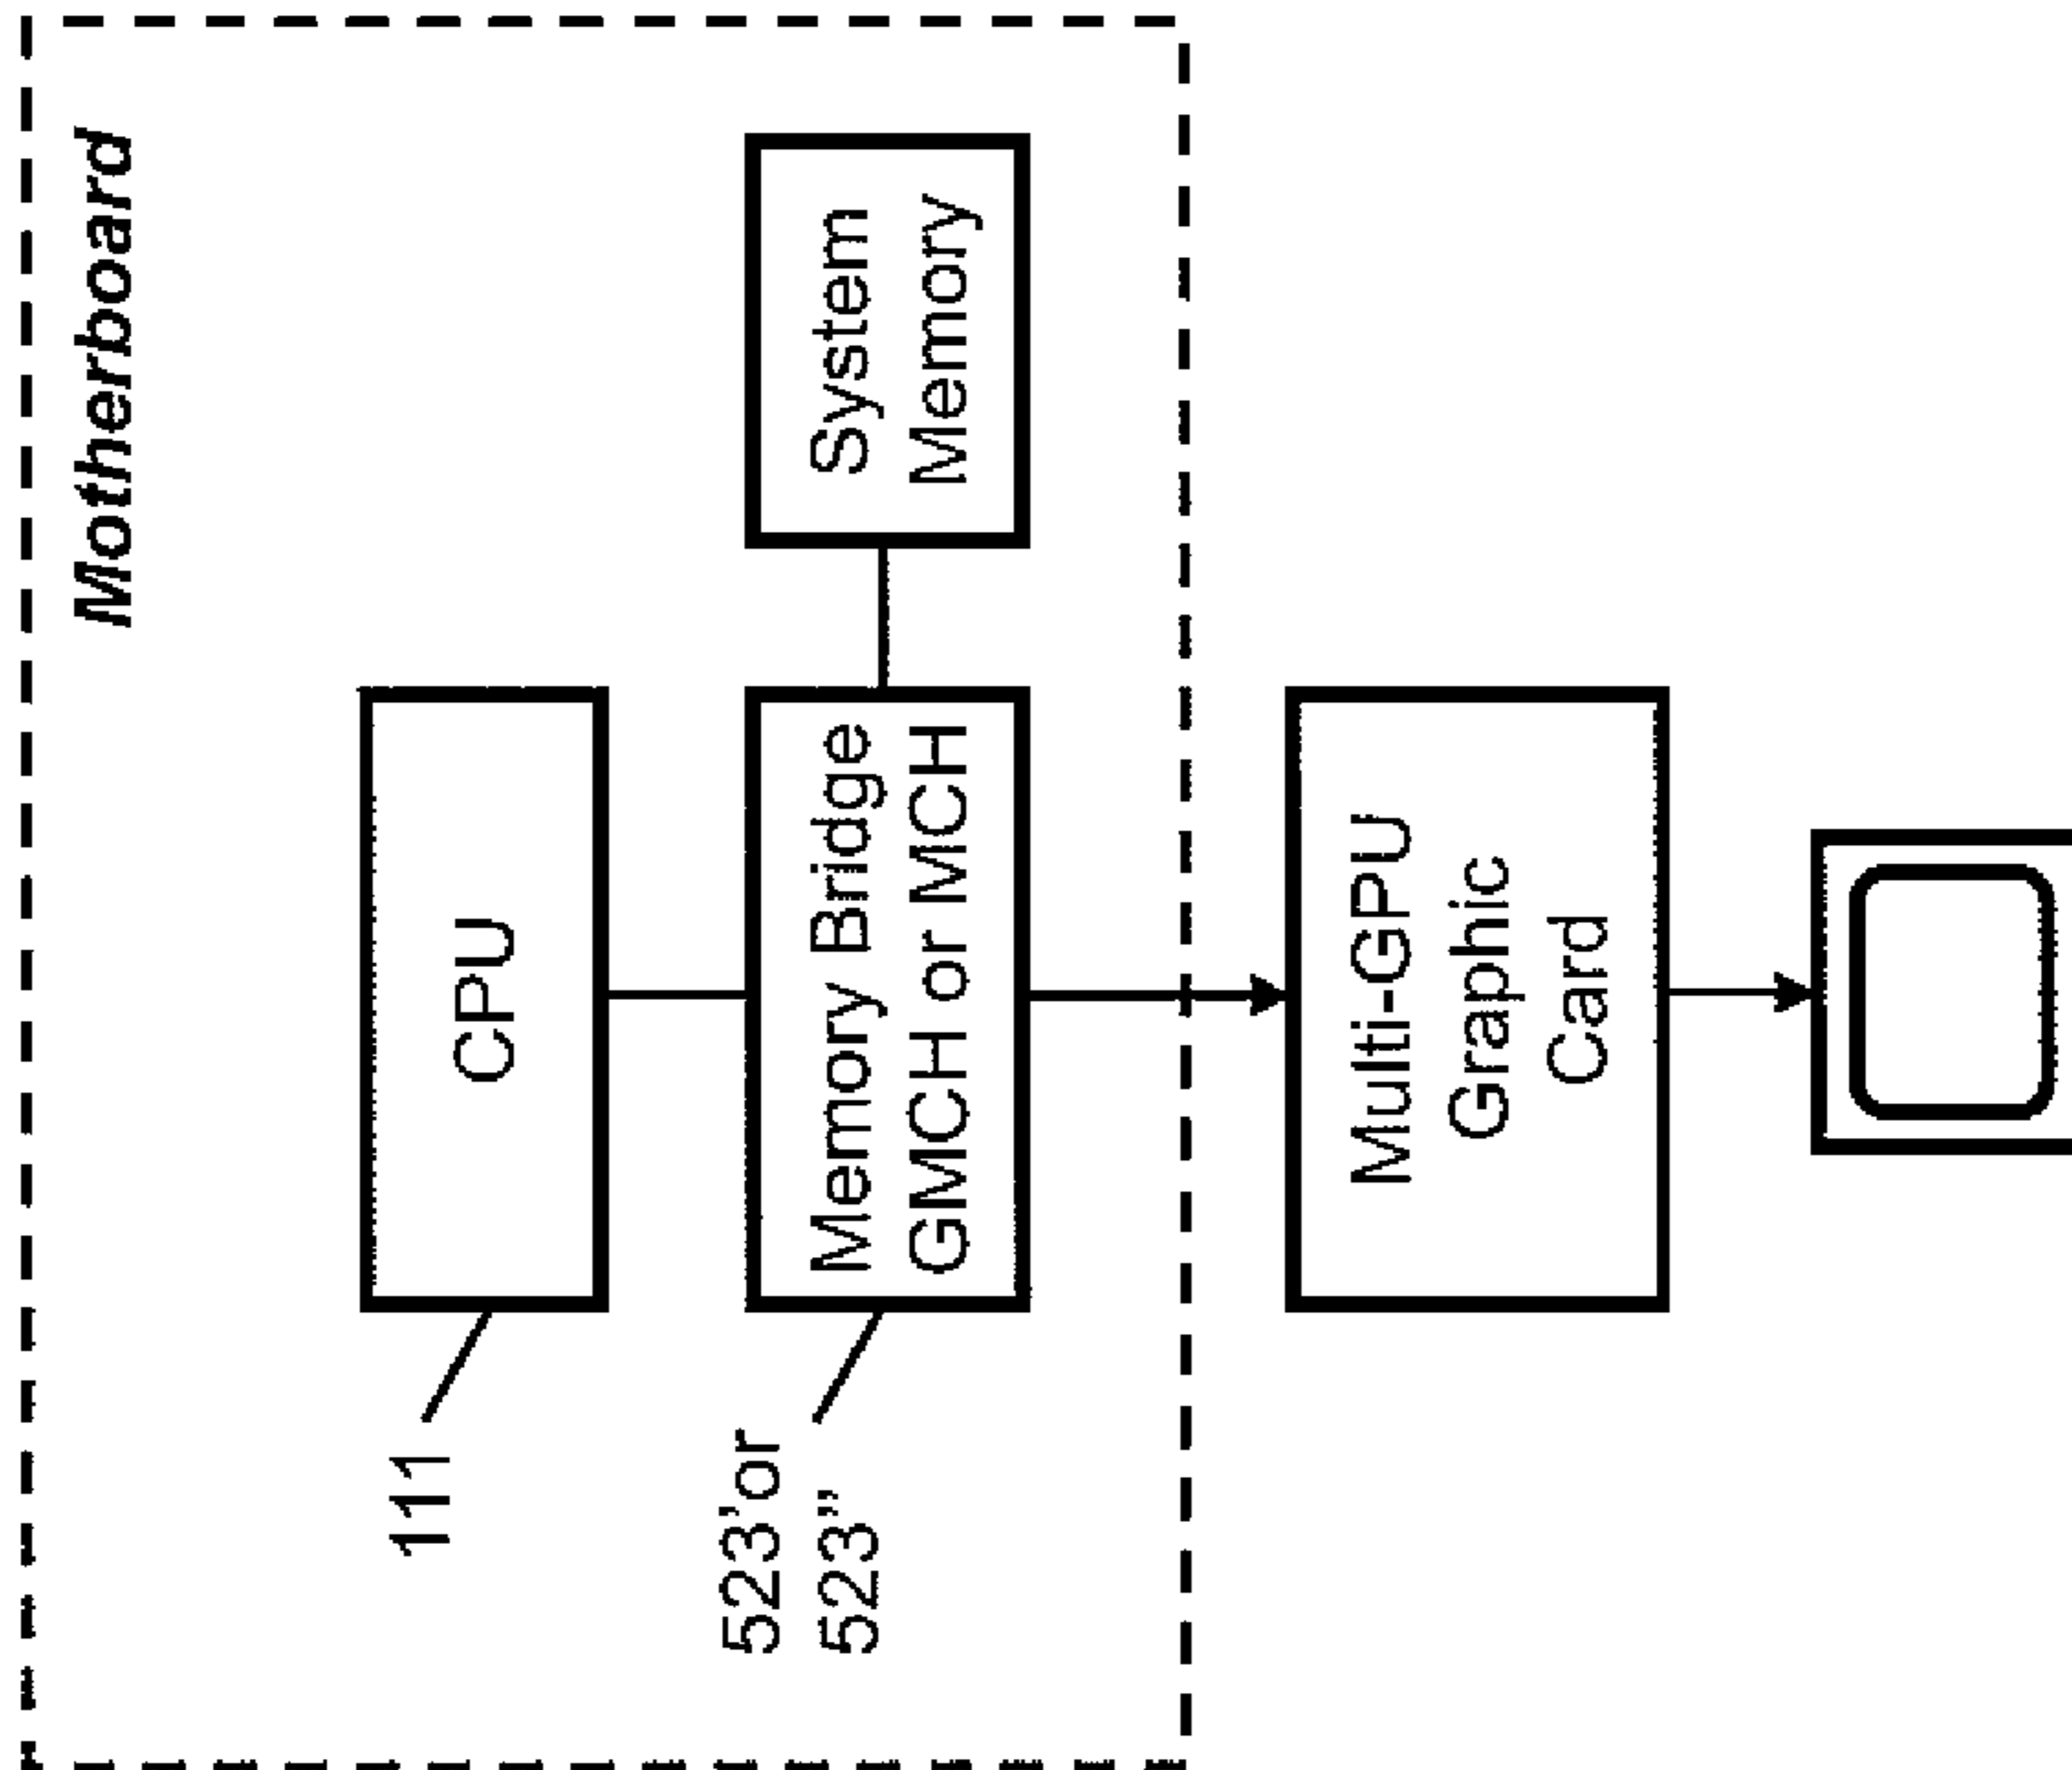 Motherboard
111
CPU
523’or
523”
Memory Bridge
GMCH or MCH
System
Memory
Multi-GPU
Graphic
Card